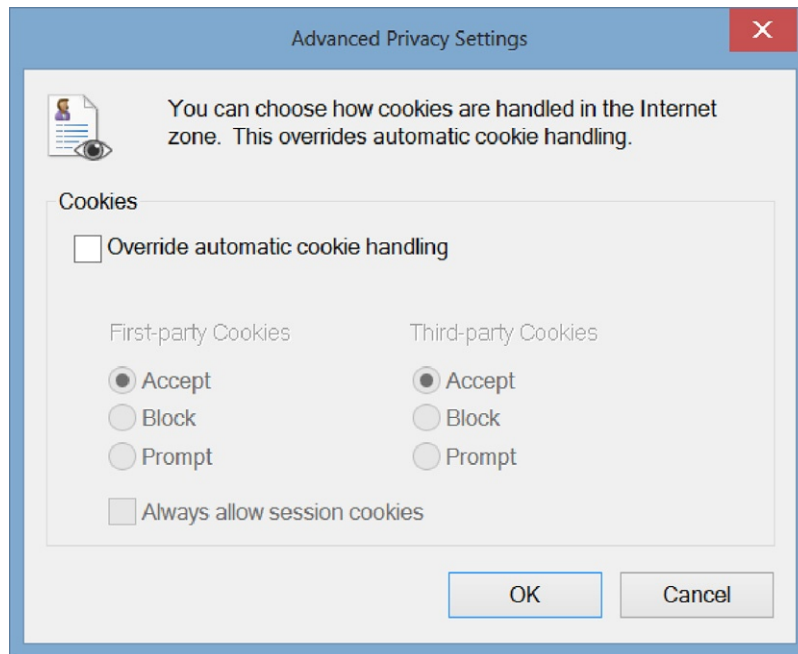 Advanced Privacy Settings
You can choose how cookies are handled in the Internet
zone. This overrides automatic cookie handling.
Cookies
Override automatic cookie handling
First-party Cookies
Third-party Cookies
Accept
Accept
Block
Block
Prompt
Prompt
Always allow session cookies
OK
Cancel